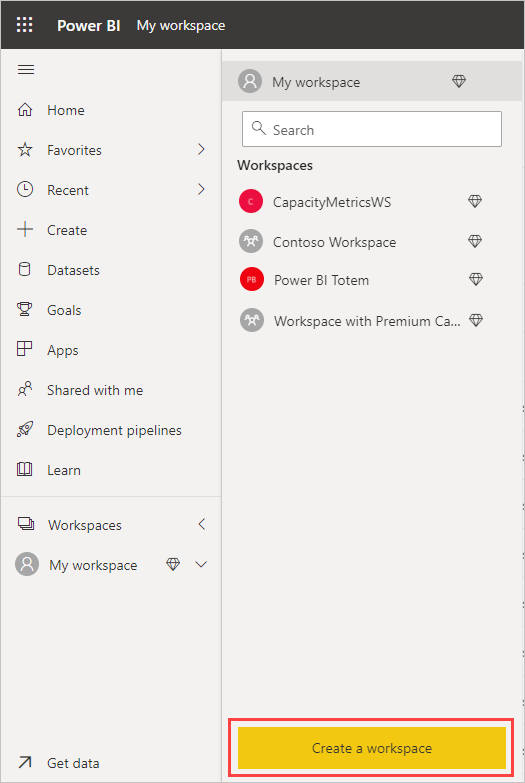 Power BI My workspace
Home
Favorites
Recent
Create
Datasets
Goals
Apps
Shared with me
Deployment pipelines
Learn
Workspaces
My workspace
Get data
My workspace
Search
Workspaces
C CapacityMetricsWS
Contoso Workspace
PB Power BI Totem
Workspace with Premium Ca...
Create a workspace